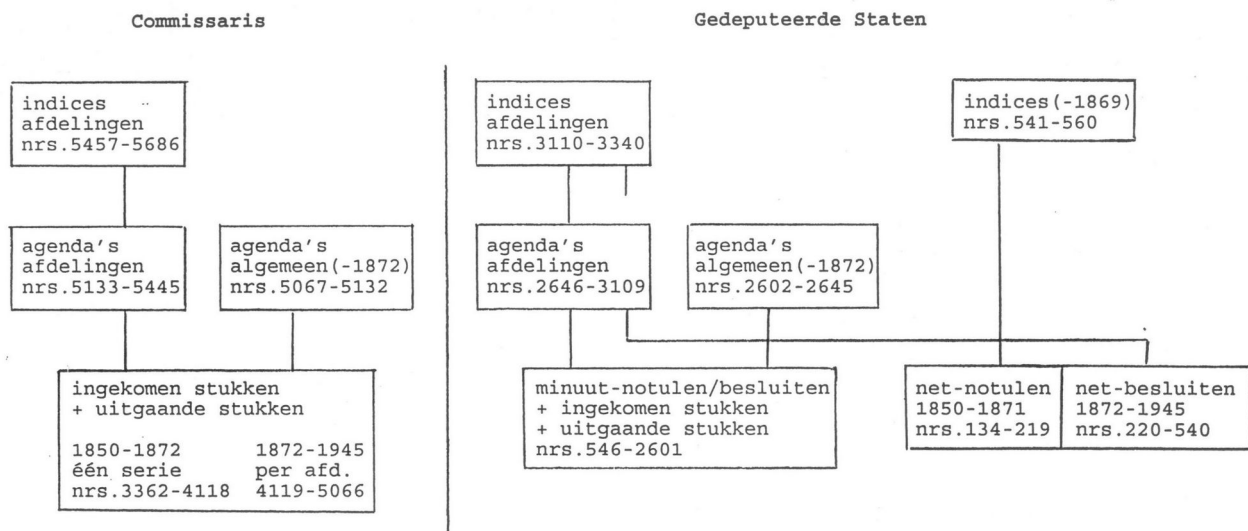 Commissaris
indices
afdelingen
nrs.5457-5686
agenda's
afdelingen
nrs.5133-5445
agenda's
algemeen(-1872)
nrs.5067-5132
ingekomen stukken
+ uitgaande stukken
1850-1872 1872-1945
één serie per afd.
nrs.3362-4118 4119-5066
Gedeputeerde Staten
indices
afdelingen
nrs.3110-3340
indices(-1869)
nrs.541-560
agenda's
afdelingen
nrs.2646-3109
agenda's
algemeen(-1872)
nrs.2602-2645
minuut-notulen/besluiten
+ ingekomen stukken
+ uitgaande stukken
nrs.546-2601
net-notulen
1850-1871
nrs.134-219
net-besluiten
1872-1945
nrs.220-540